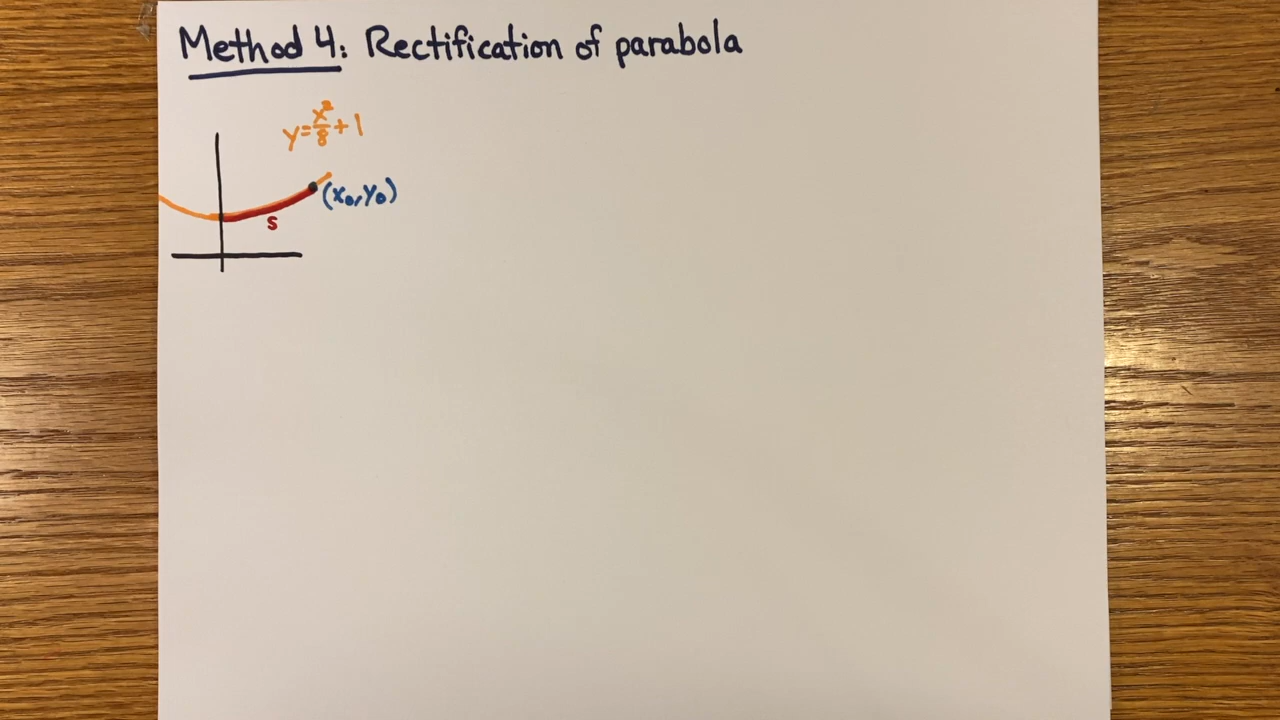 Method 4: Rectification of parabola
y=x²/8+1
(x₀,y₀)
s